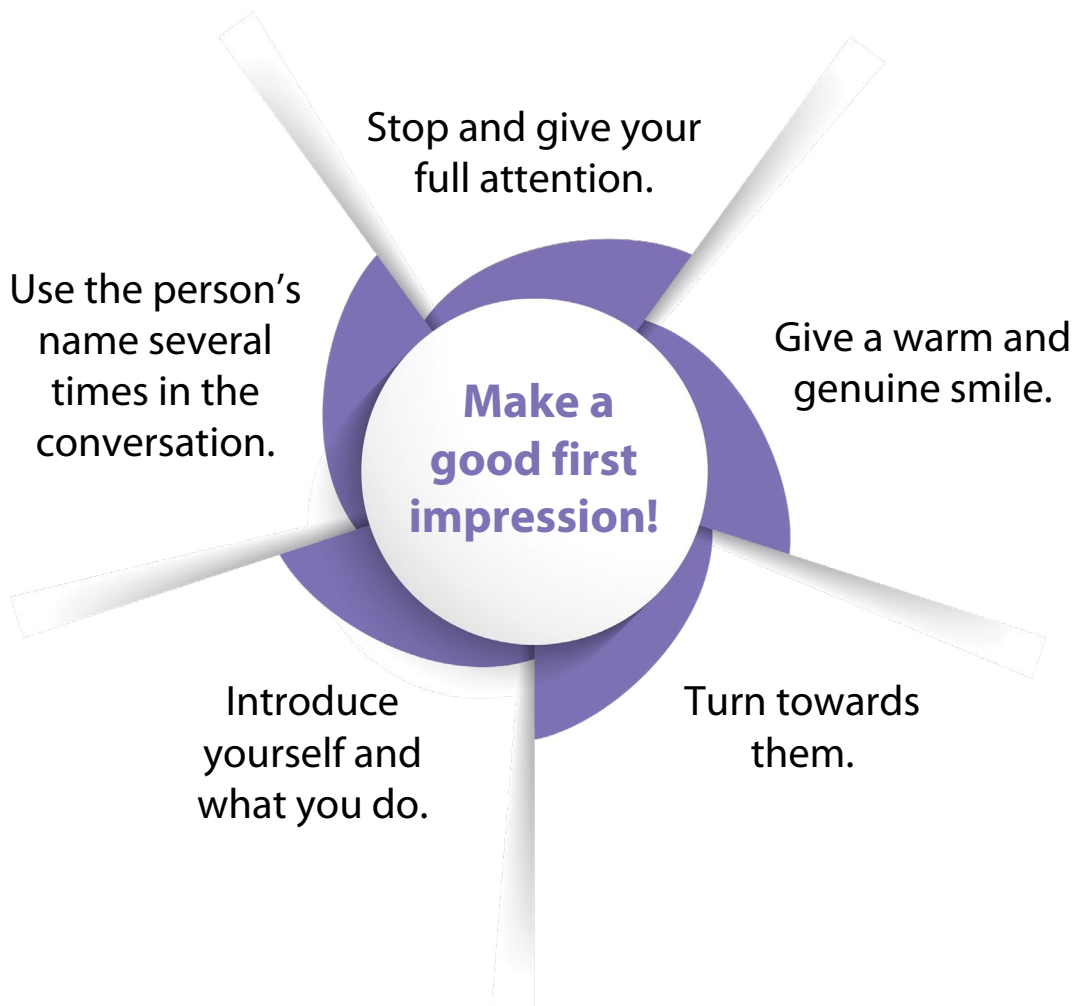 Stop and give your
full attention.
Give a warm and
genuine smile.
Turn towards
them.
Introduce
yourself and
what you do.
Use the person’s
name several
times in the
conversation.
Make a
good first
impression!